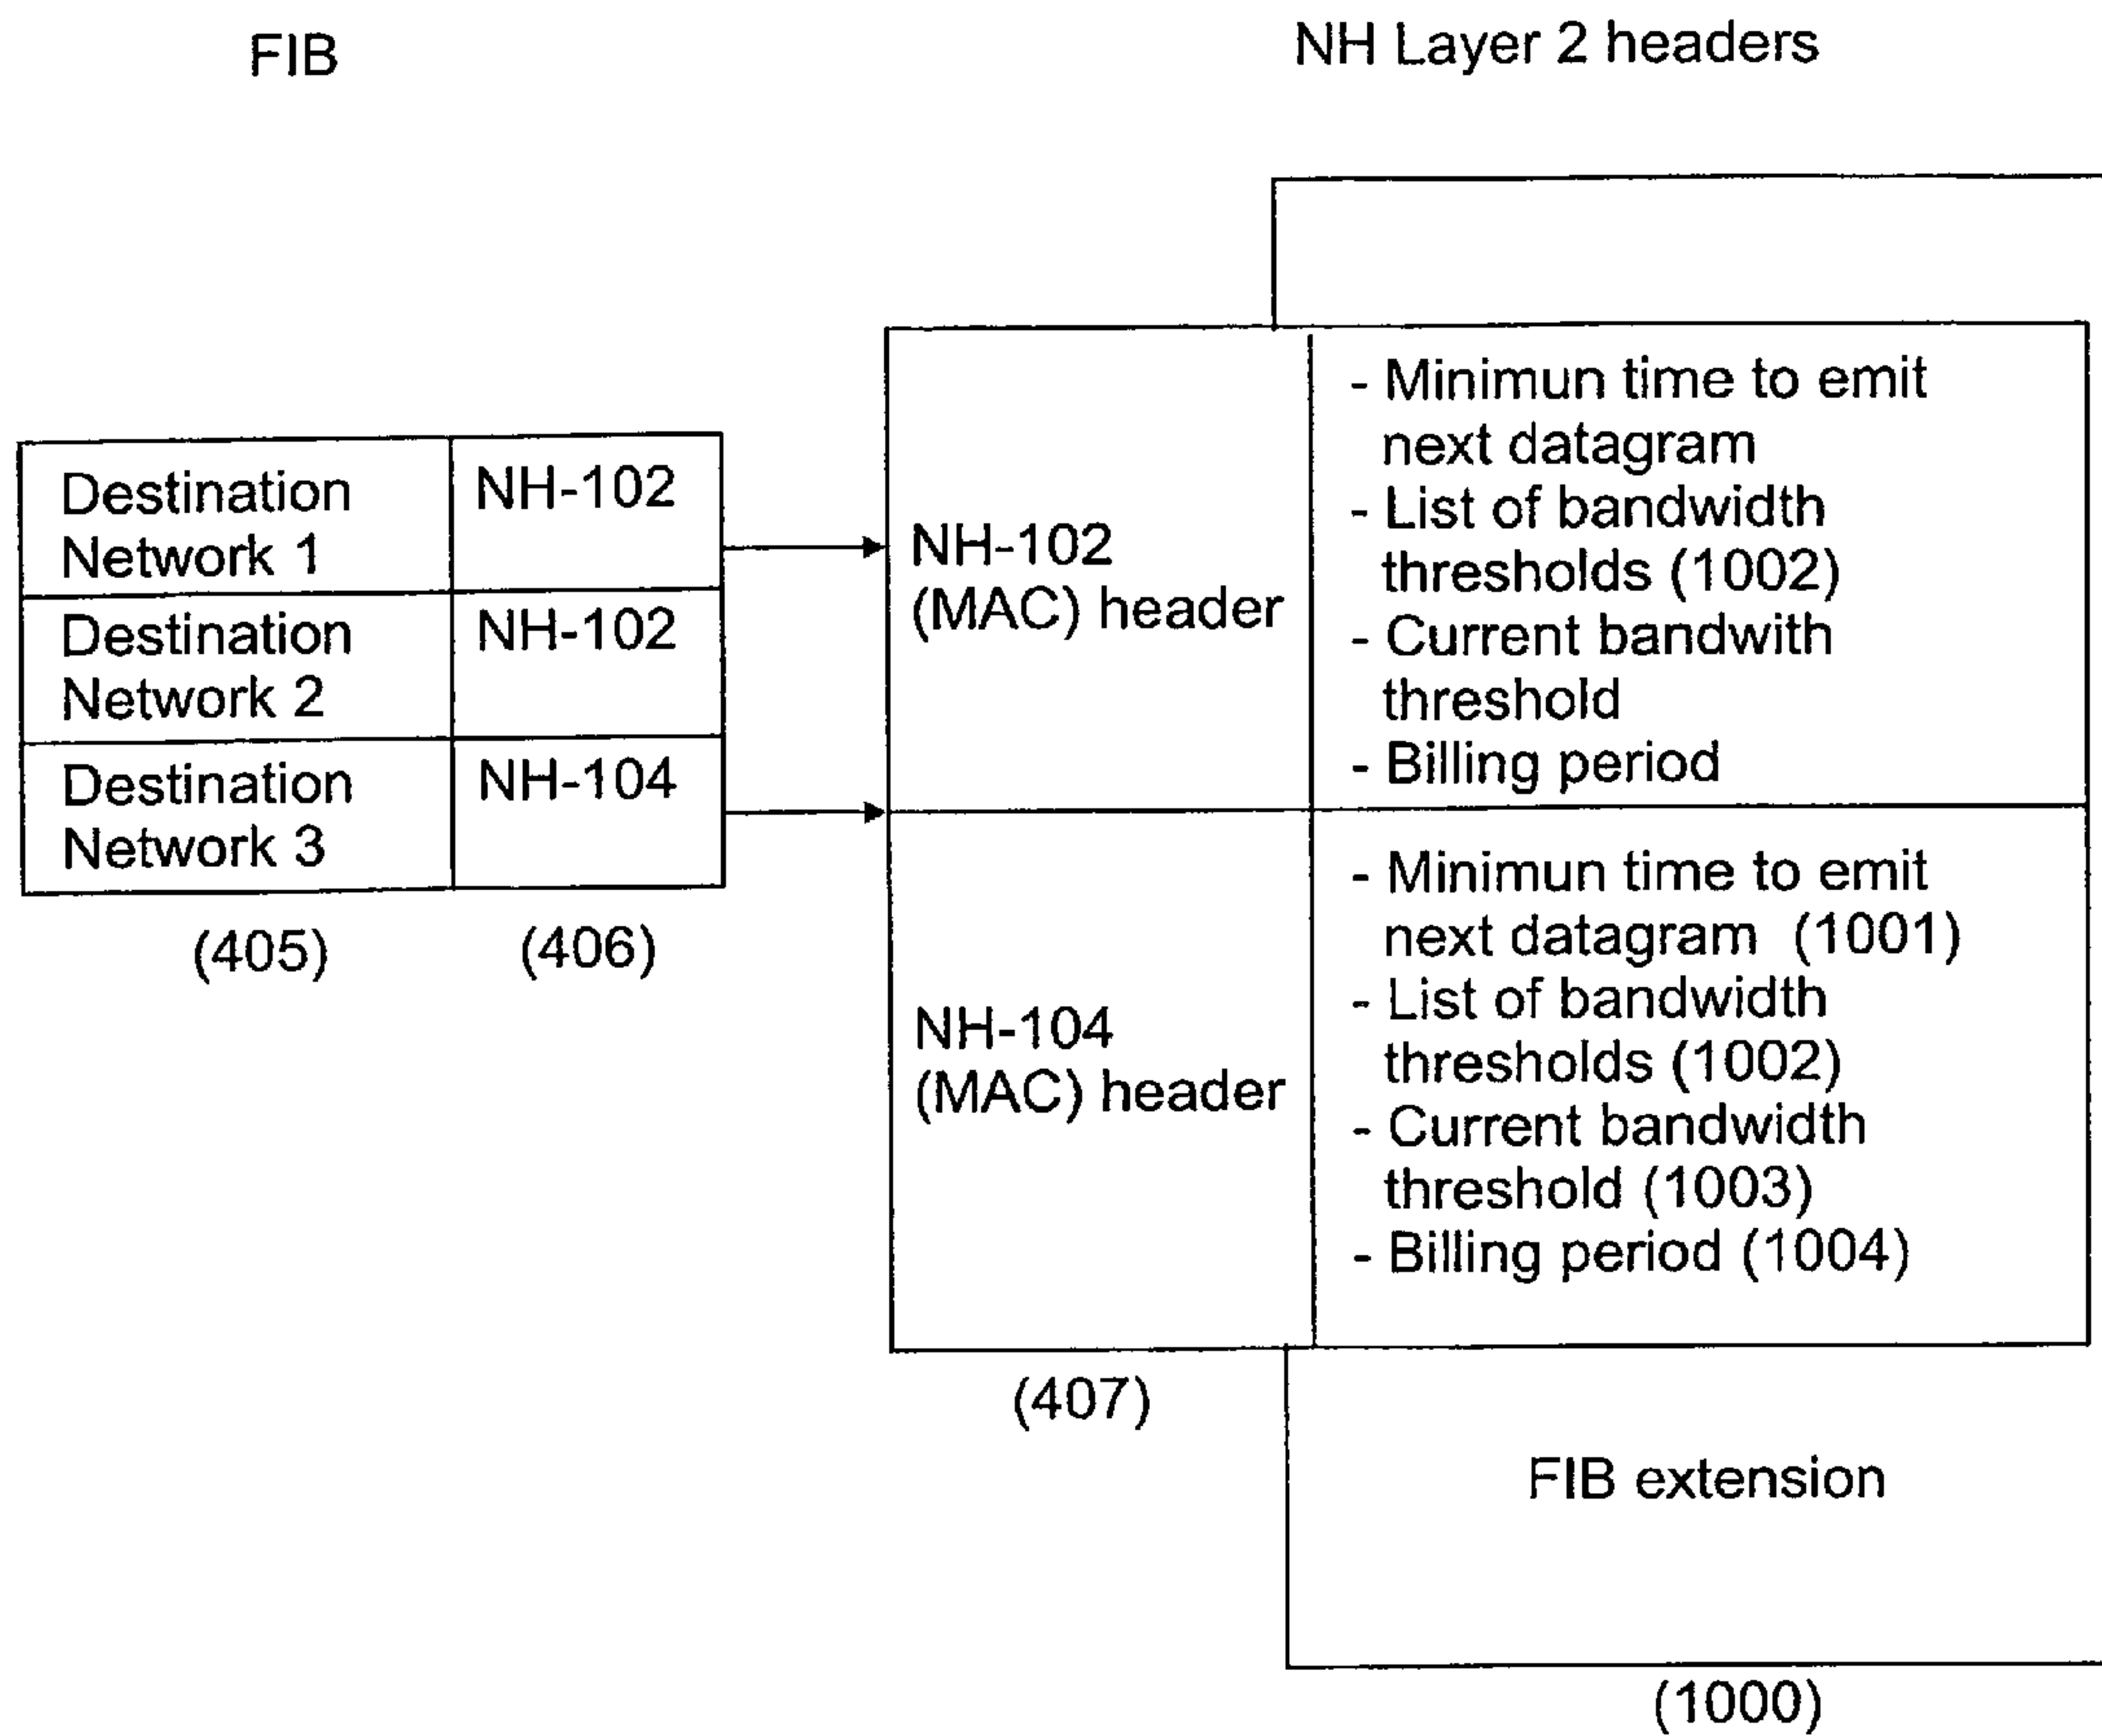 FIB
NH Layer 2 headers
Destination
Network 1
NH-102
Destination
Network 2
NH-102
Destination
Network 3
NH-104
(405)
(406)
NH-102
(MAC) header
- Minimun time to emit
next datagram
- List of bandwidth
thresholds (1002)
- Current bandwith
threshold
- Billing period
NH-104
(MAC) header
- Minimun time to emit
next datagram (1001)
- List of bandwidth
thresholds (1002)
- Current bandwidth
threshold (1003)
- Billing period (1004)
(407)
FIB extension
(1000)